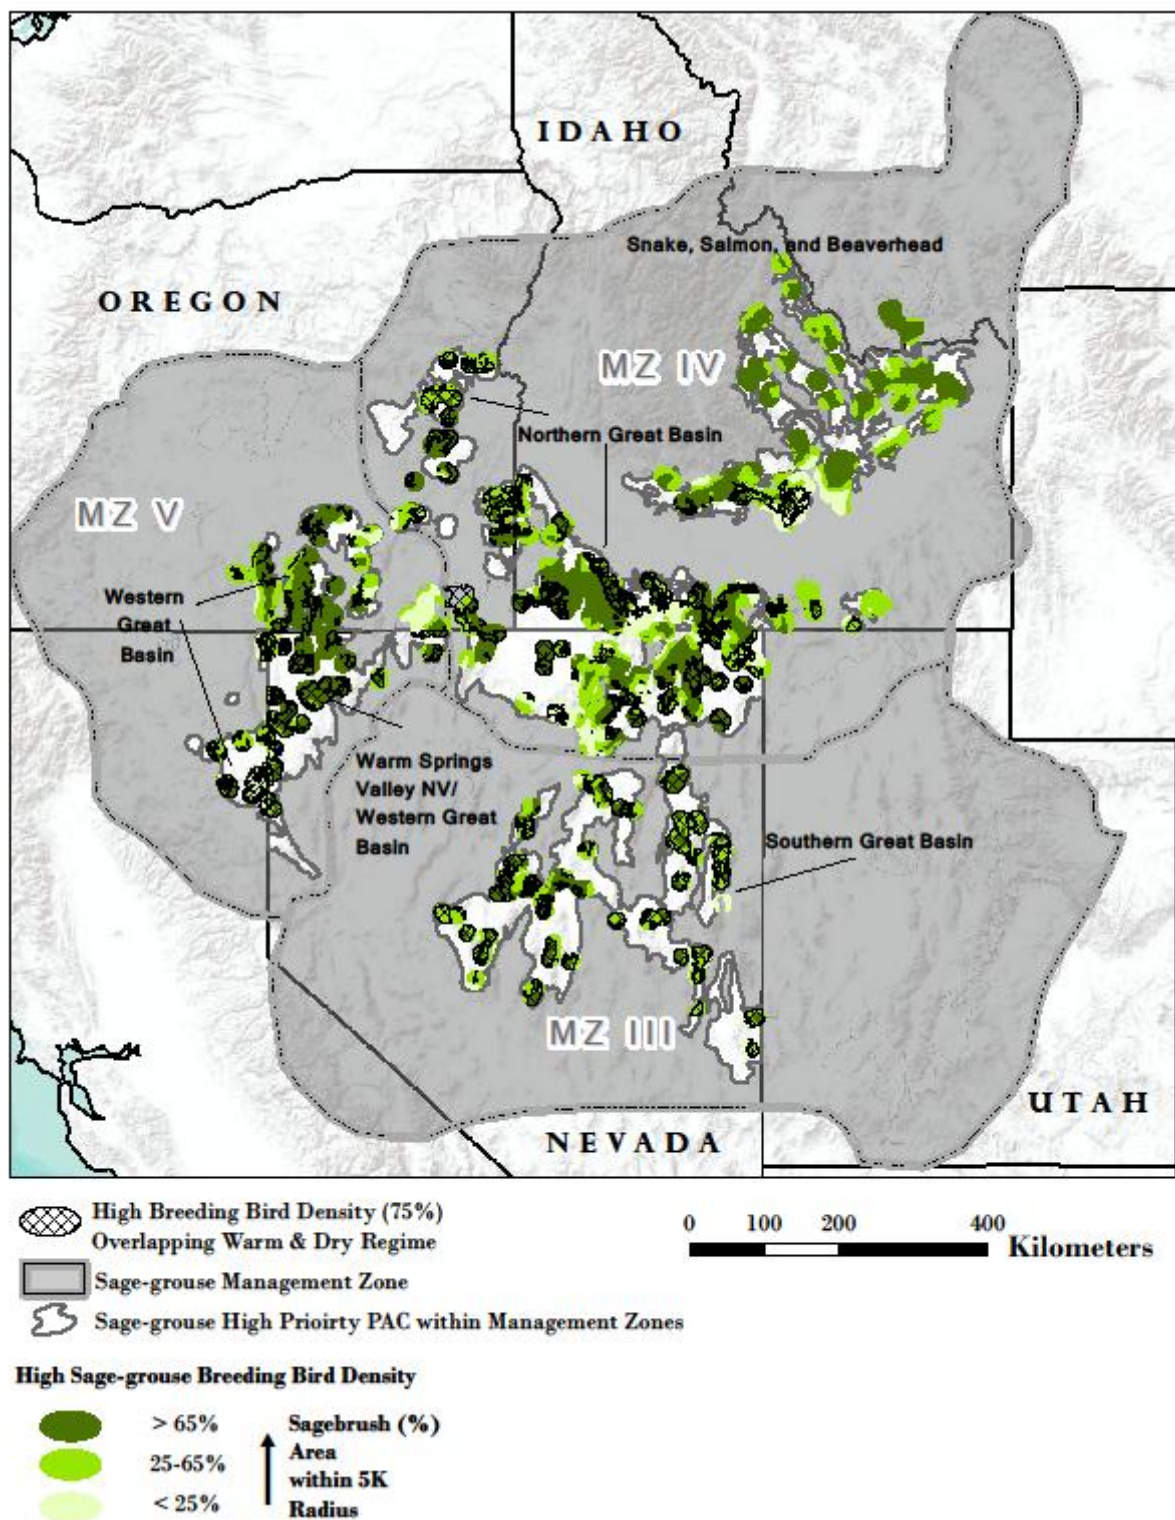 IDAHO
Snake, Salmon, and Beaverhead
OREGON
MZ IV
Northern Great Basin
MZ V
Western
Great
Basin
Warm Springs
Valley NV/
Western Great
Basin
Southern Great Basin
MZ III
UTAH
NEVADA
High Breeding Bird Density (75%)
Overlapping Warm & Dry Regime
0 100 200 400
Kilometers
Sage-grouse Management Zone
Sage-grouse High Prioirty PAC within Management Zones
High Sage-grouse Breeding Bird Density
> 65%
25-65%
< 25%
Sagebrush (%)
Area
within 5K
Radius